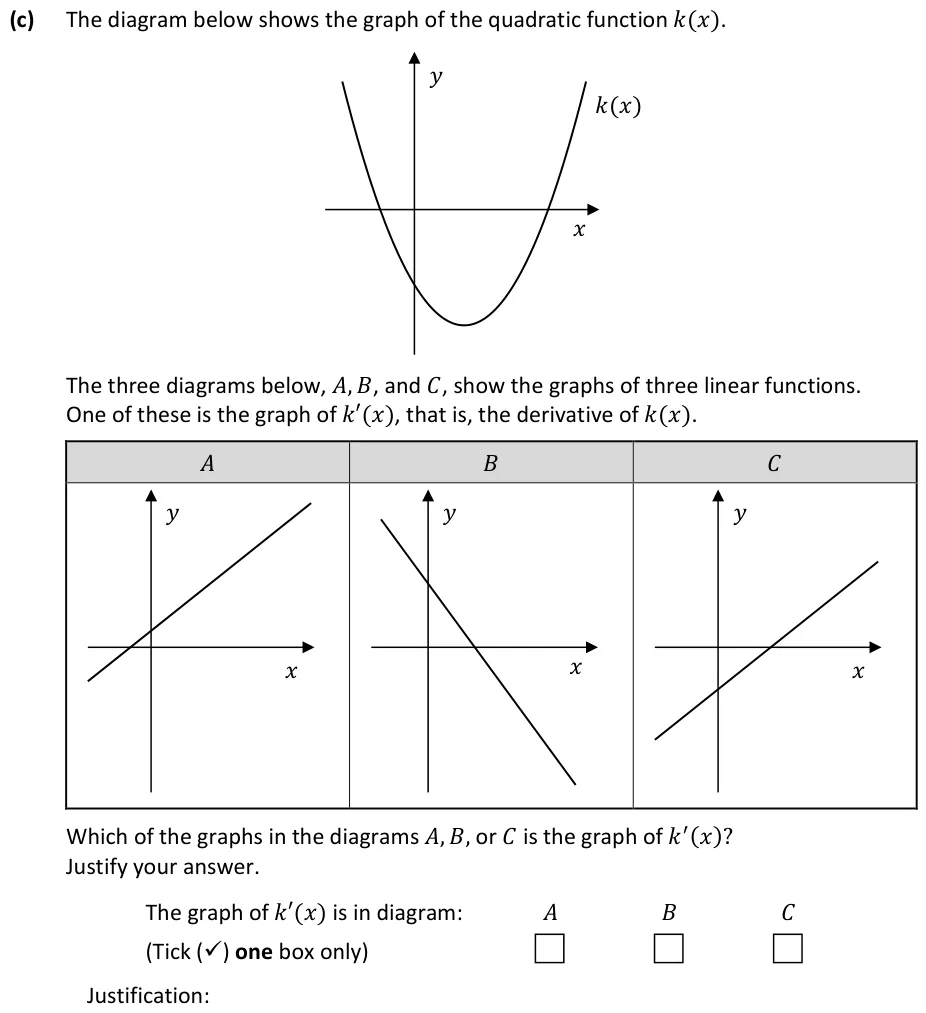 (c) The diagram below shows the graph of the quadratic function k(x).
y
k(x)
x
The three diagrams below, A, B, and C, show the graphs of three linear functions.
One of these is the graph of k′(x), that is, the derivative of k(x).
A B C
y y y
x x x
Which of the graphs in the diagrams A, B, or C is the graph of k′(x)?
Justify your answer.
The graph of k′(x) is in diagram: A B C
(Tick (✓) one box only)
Justification: